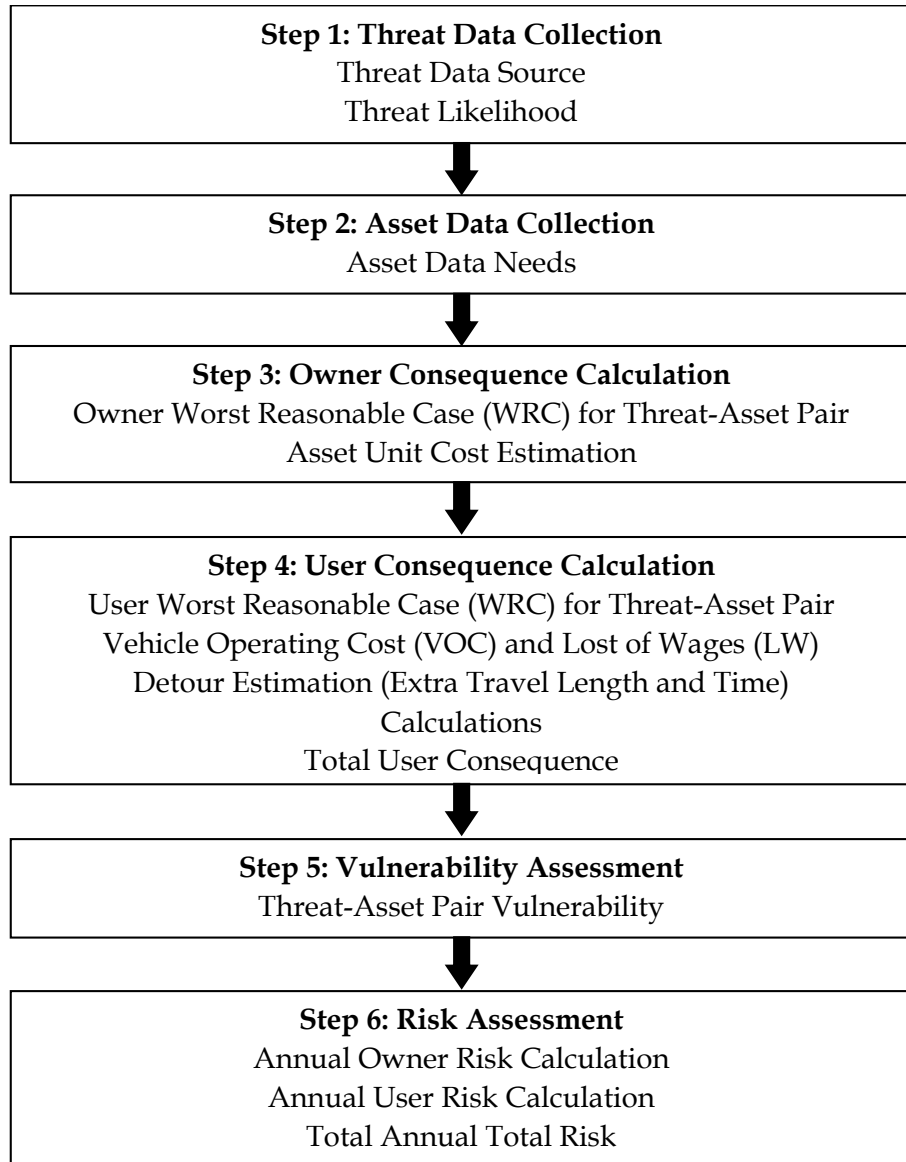 Step 1: Threat Data Collection
Threat Data Source
Threat Likelihood
Step 2: Asset Data Collection
Asset Data Needs
Step 3: Owner Consequence Calculation
Owner Worst Reasonable Case (WRC) for Threat-Asset Pair
Asset Unit Cost Estimation
Step 4: User Consequence Calculation
User Worst Reasonable Case (WRC) for Threat-Asset Pair
Vehicle Operating Cost (VOC) and Lost of Wages (LW)
Detour Estimation (Extra Travel Length and Time)
Calculations
Total User Consequence
Step 5: Vulnerability Assessment
Threat-Asset Pair Vulnerability
Step 6: Risk Assessment
Annual Owner Risk Calculation
Annual User Risk Calculation
Total Annual Total Risk